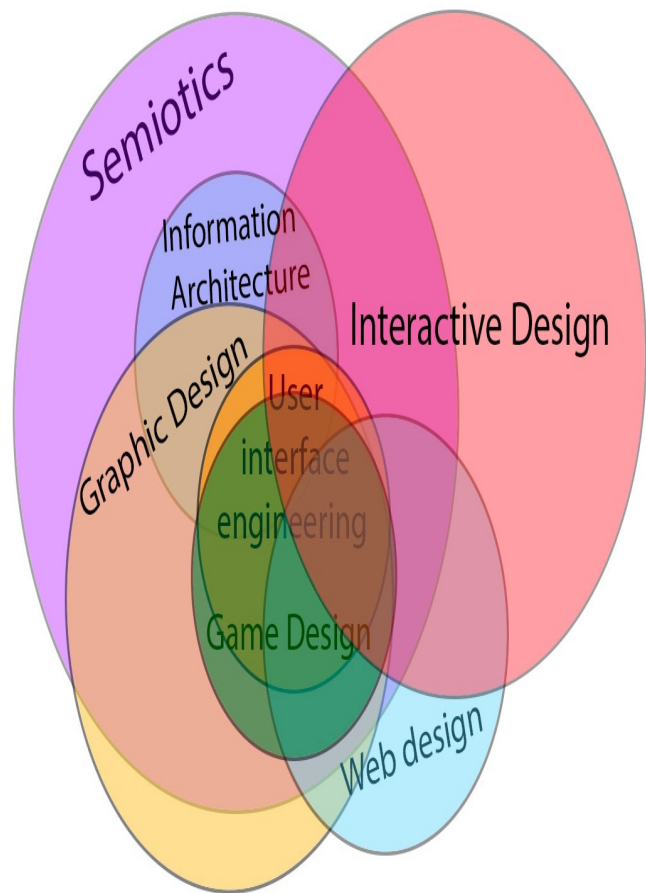 Semiotics
Information
Architecture
Interactive Design
Graphic Design
User
interface
engineering
Game Design
Web design